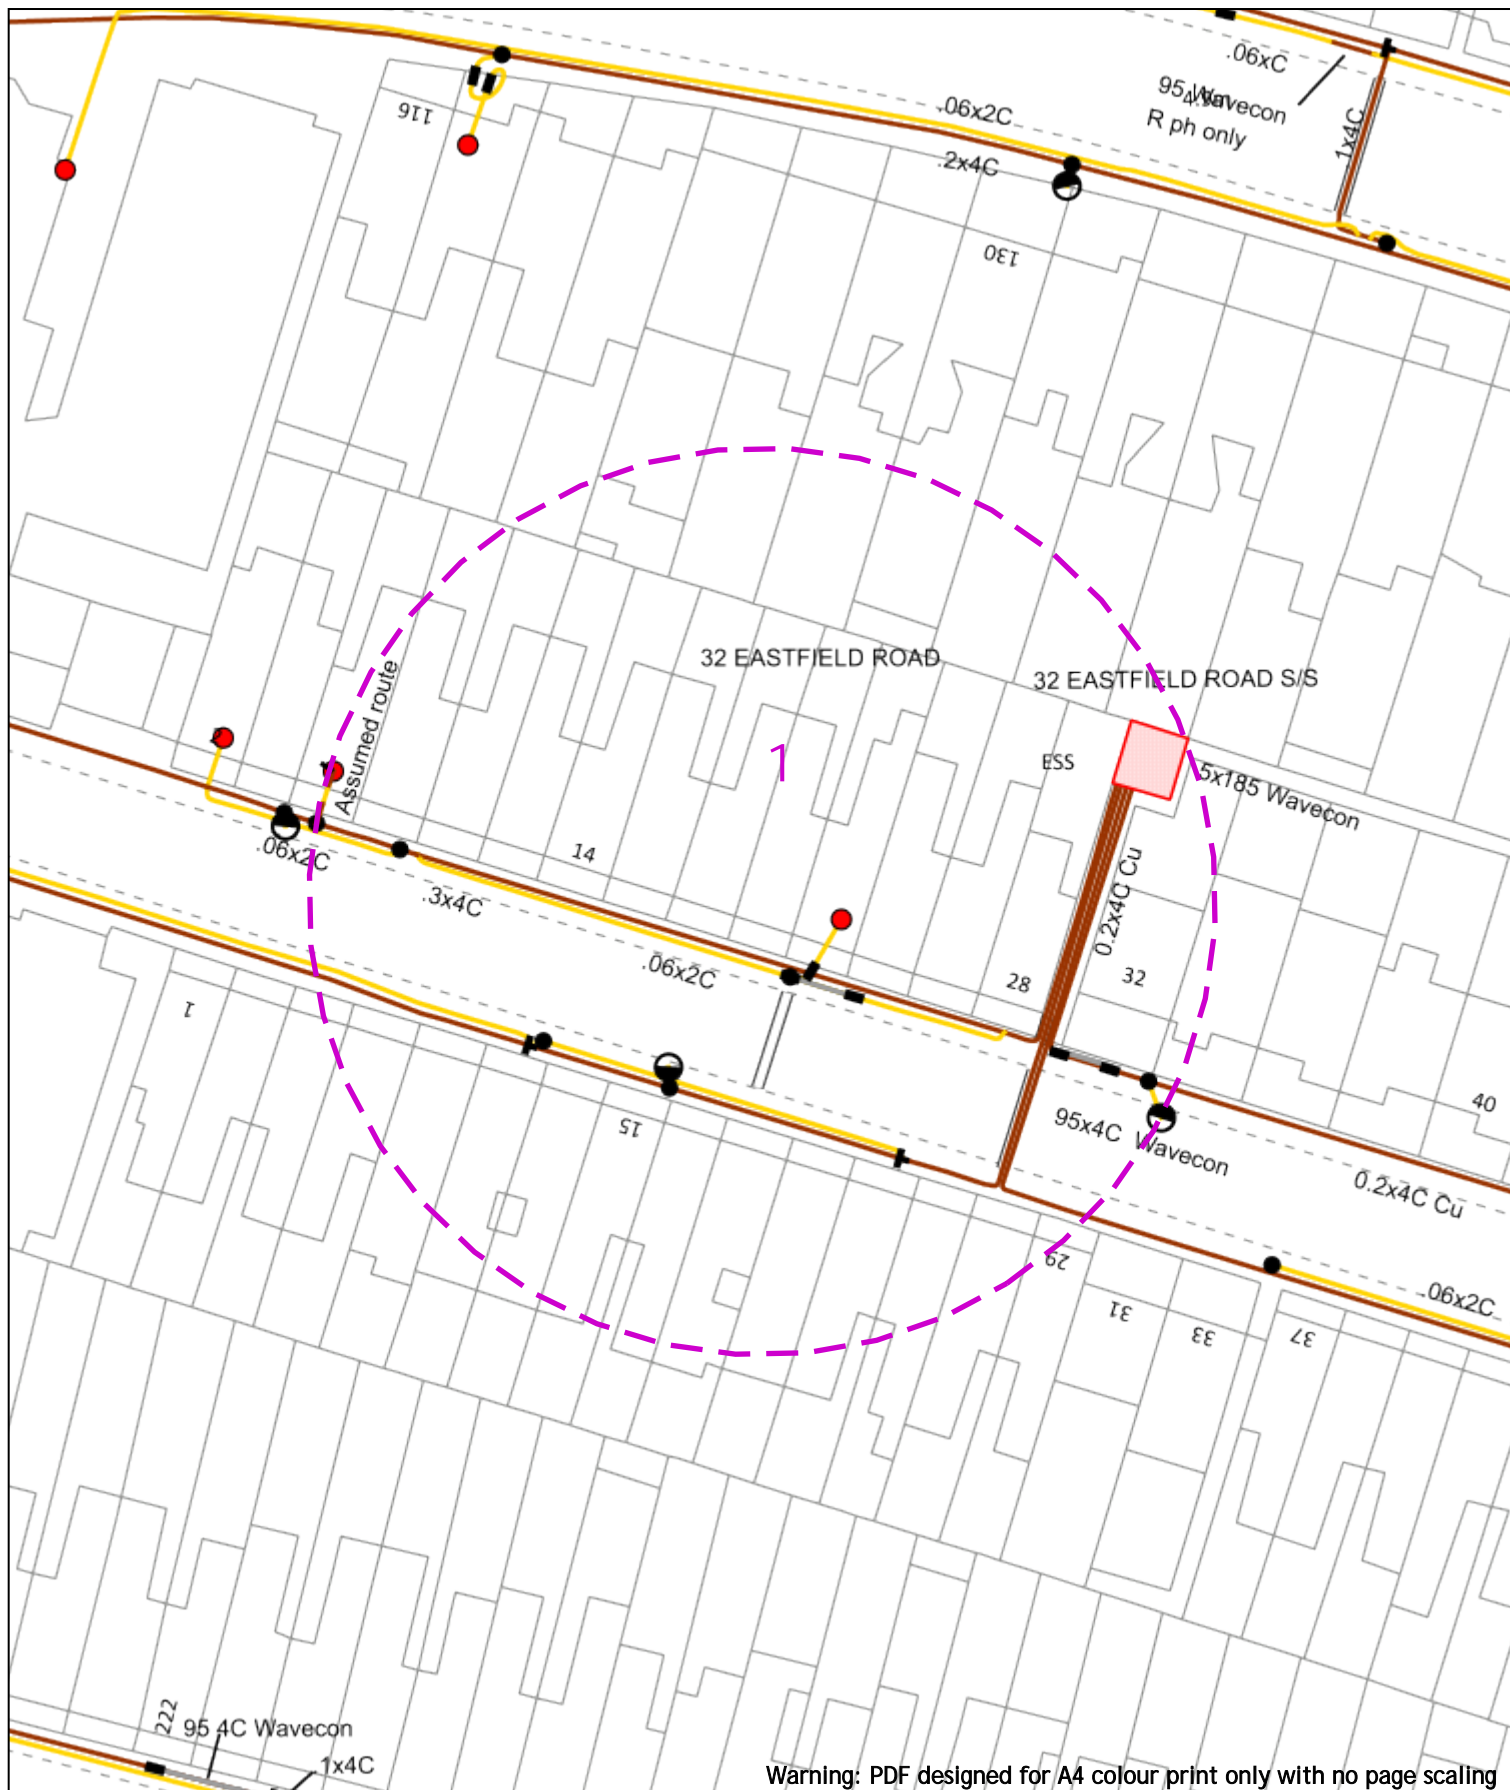 .06xC
Wavecon
R ph only
1x4C
.06x2C
.2x4C
116
130
32 EASTFIELD ROAD
32 EASTFIELD ROAD S/S
Assumed route
1
ESS
.5x185 Wavecon
2
.06x2C
.3x4C
14
.06x2C
0.2x4C Cu
28
32
1
15
95x4C Wavecon
40
0.2x4C Cu
29
31
33
37
.06x2C
222
95 4C Wavecon
.1x4C
Warning: PDF designed for A4 colour print only with no page scaling